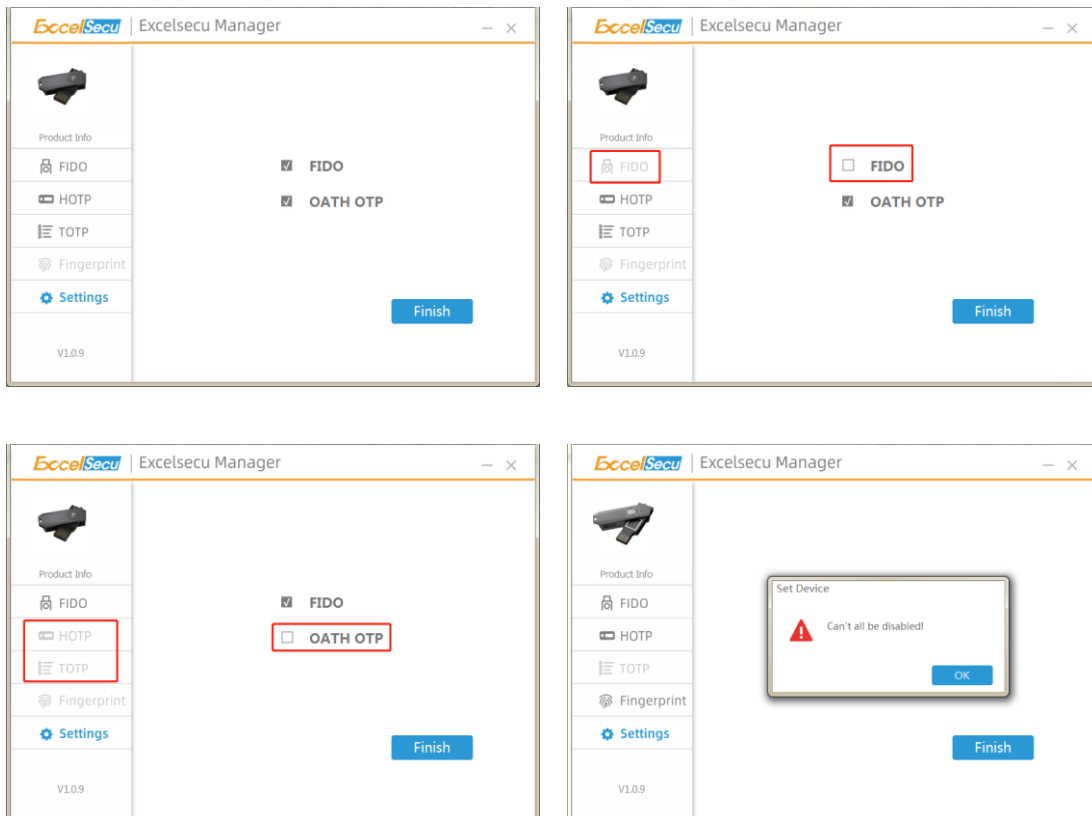 ExcelSecu | Excelsecu Manager
Product Info
FIDO
HOTP
TOTP
Fingerprint
Settings
V1.0.9
FIDO
OATH OTP
Finish
ExcelSecu | Excelsecu Manager
Product Info
FIDO
HOTP
TOTP
Fingerprint
Settings
V1.0.9
FIDO
OATH OTP
Finish
ExcelSecu | Excelsecu Manager
Product Info
FIDO
HOTP
TOTP
Fingerprint
Settings
V1.0.9
FIDO
OATH OTP
Finish
ExcelSecu | Excelsecu Manager
Product Info
FIDO
HOTP
TOTP
Fingerprint
Settings
V1.0.9
Set Device
Can't all be disabled!
OK
Finish